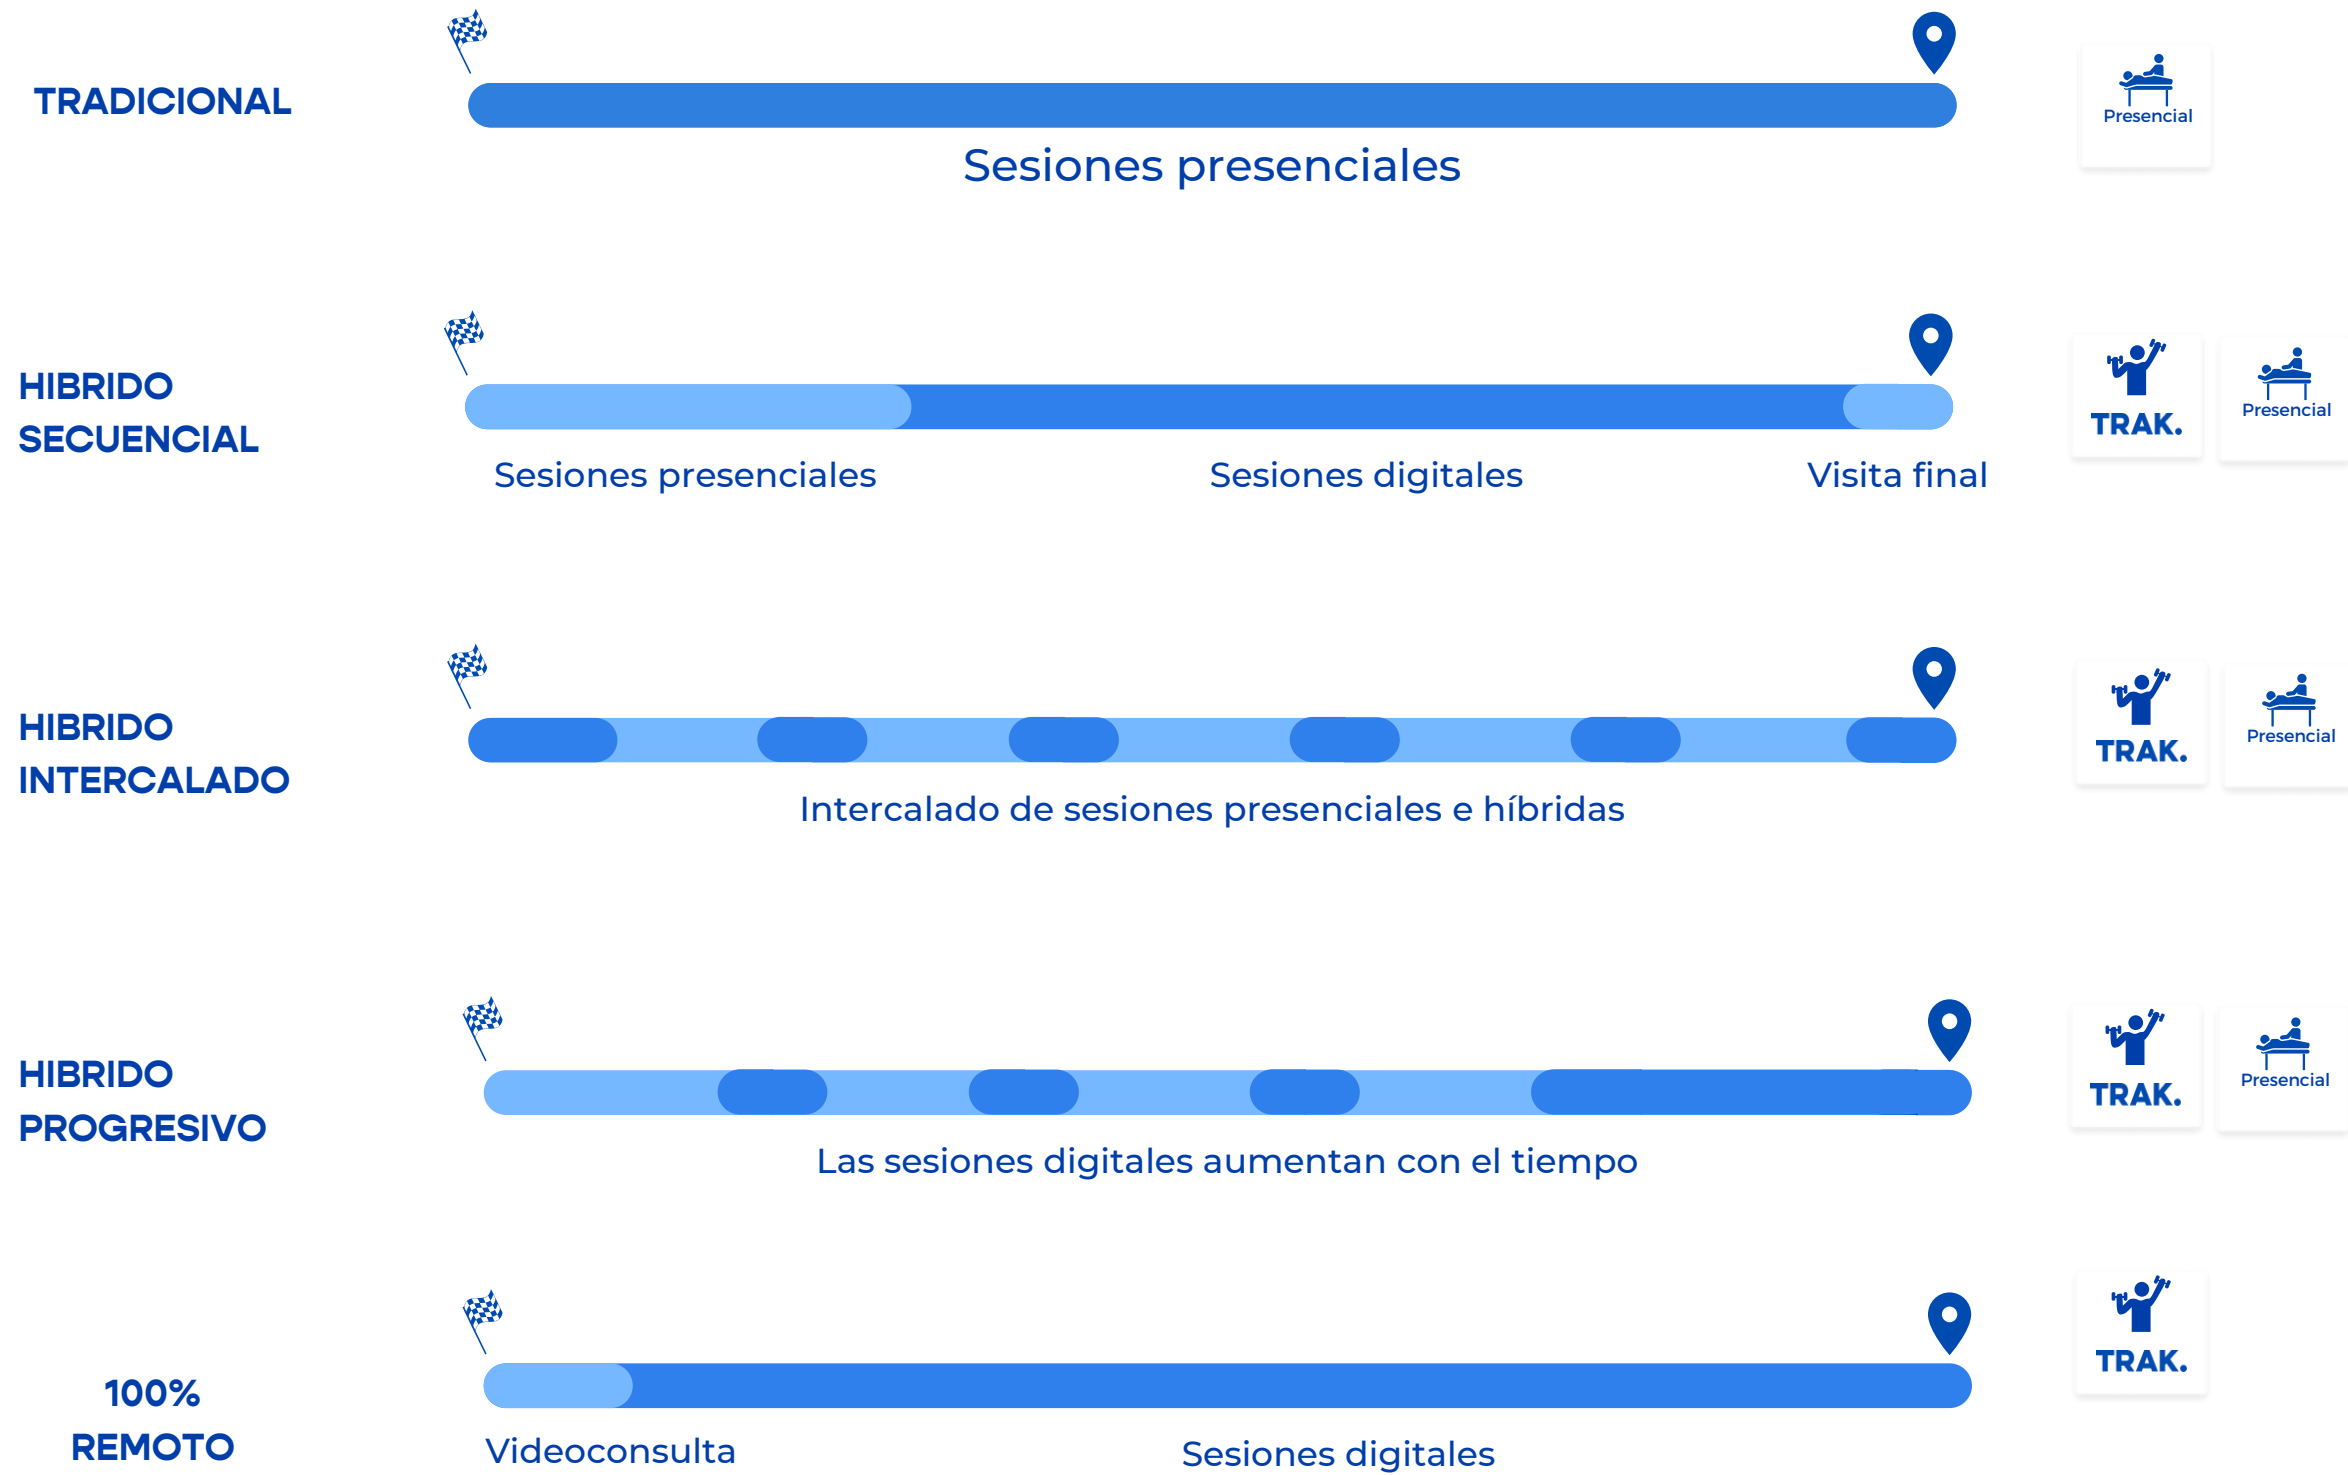 TRADICIONAL
Presencial
Sesiones presenciales
HIBRIDO
SECUENCIAL
TRAK.
Presencial
Sesiones presenciales
Sesiones digitales
Visita final
HIBRIDO
INTERCALADO
TRAK.
Presencial
Intercalado de sesiones presenciales e híbridas
HIBRIDO
PROGRESIVO
TRAK.
Presencial
Las sesiones digitales aumentan con el tiempo
100%
REMOTO
TRAK.
Videoconsulta
Sesiones digitales